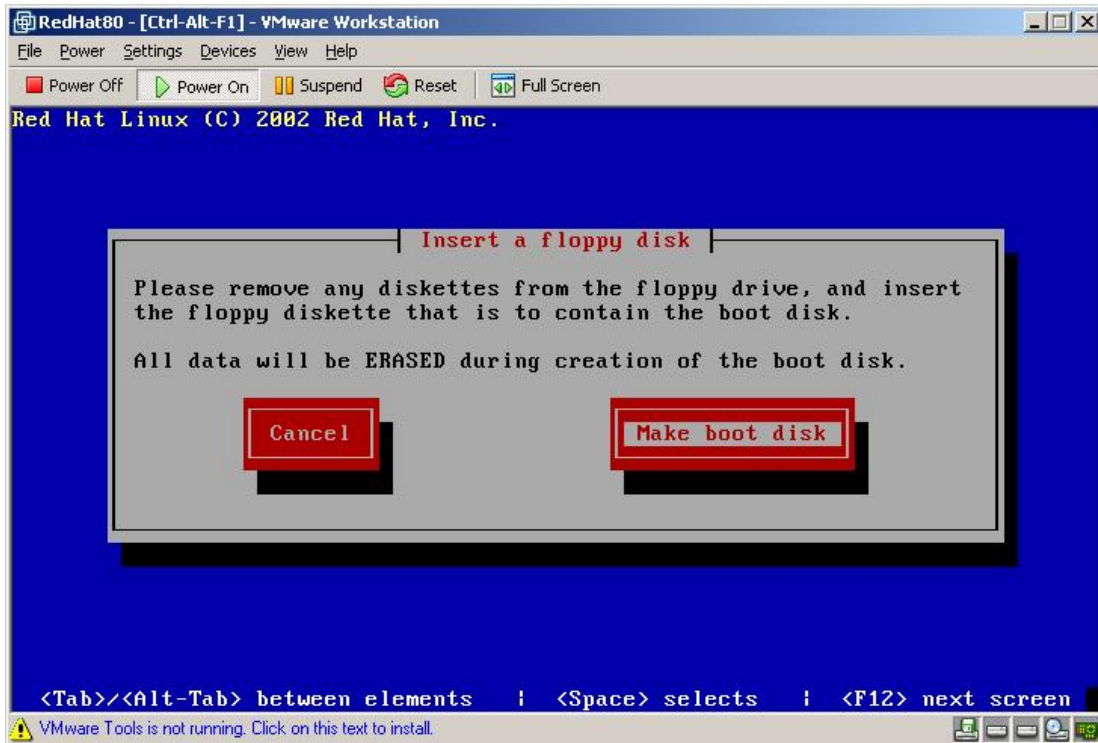 RedHat80 - [Ctrl-Alt-F1] - VMware Workstation
File Power Settings Devices View Help
Power Off Power On Suspend Reset Full Screen
Red Hat Linux (C) 2002 Red Hat, Inc.
Insert a floppy disk
Please remove any diskettes from the floppy drive, and insert
the floppy diskette that is to contain the boot disk.
All data will be ERASED during creation of the boot disk.
Cancel Make boot disk
<Tab>/<Alt-Tab> between elements | <Space> selects | <F12> next screen
VMware Tools is not running. Click on this text to install.